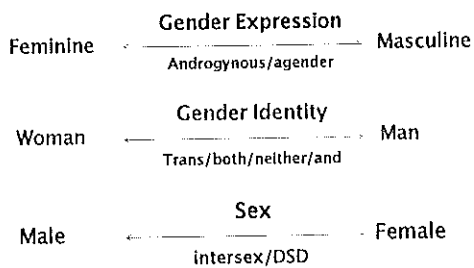 Gender Expression
Feminine Masculine
Androgynous/agender
Gender Identity
Woman Man
Trans/both/neither/and
Sex
Male Female
intersex/DSD